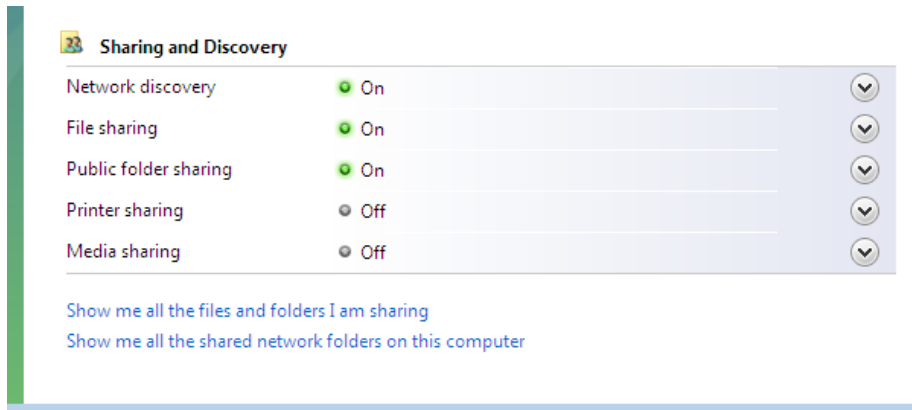 Sharing and Discovery
Network discovery On
File sharing On
Public folder sharing On
Printer sharing Off
Media sharing Off
Show me all the files and folders I am sharing
Show me all the shared network folders on this computer